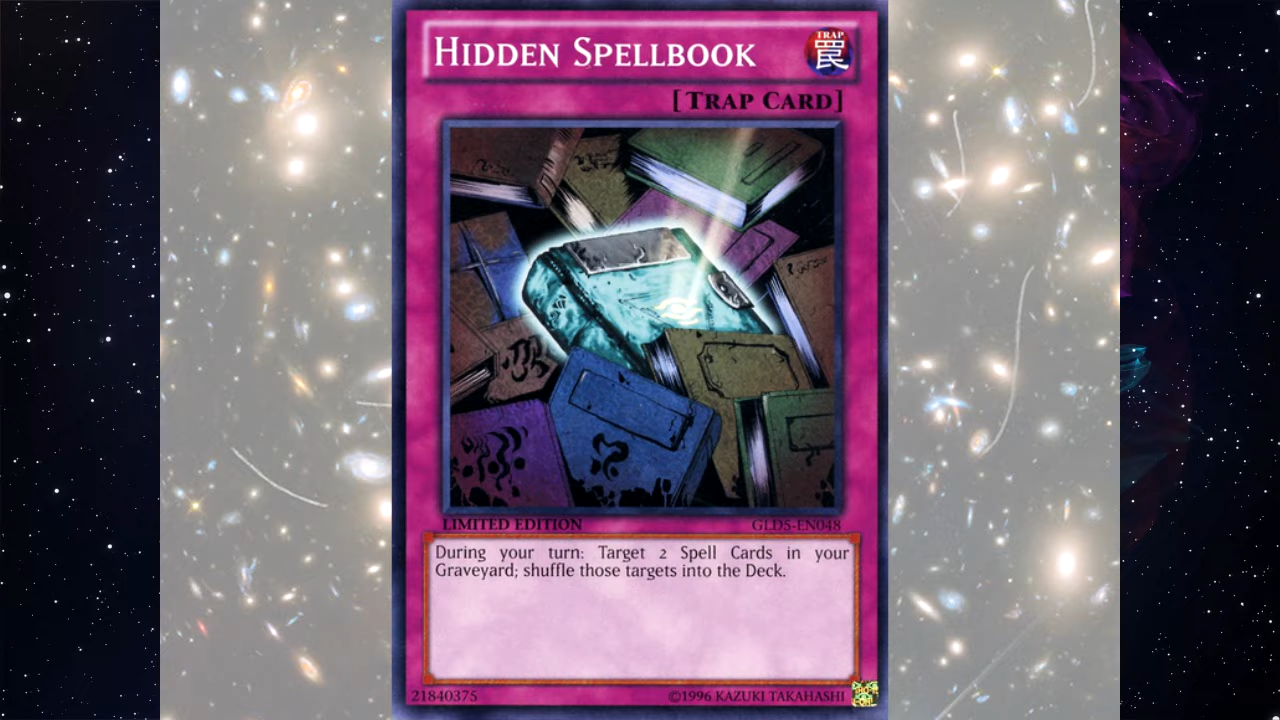 HIDDEN SPELLBOOK
TRAP
罠
[TRAP CARD]
LIMITED EDITION
GLD5-EN048
During your turn: Target 2 Spell Cards in your
Graveyard; shuffle those targets into the Deck.
21840375
©1996 KAZUKI TAKAHASHI